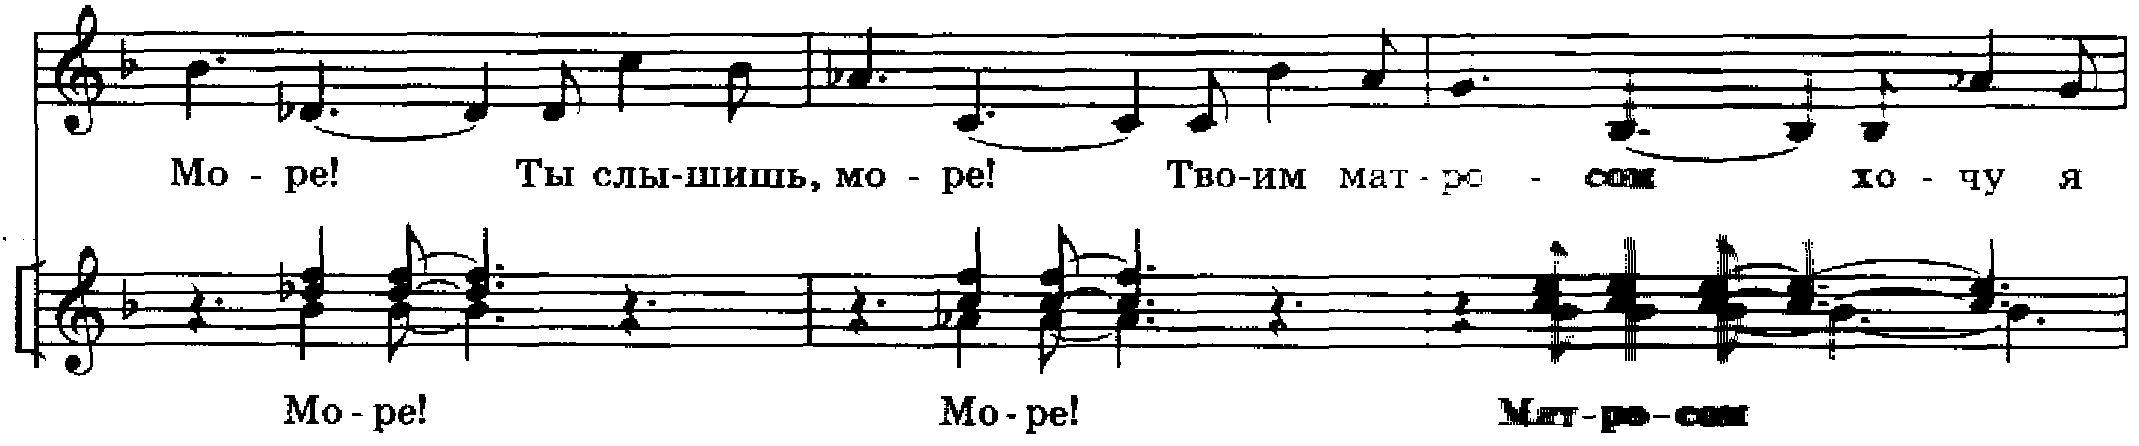 Мо - ре! Ты слы-шишь, мо - ре! Тво-им мат - ро - сом хо - чу я
Мо - ре! Мо - ре! Мат-ро-сом